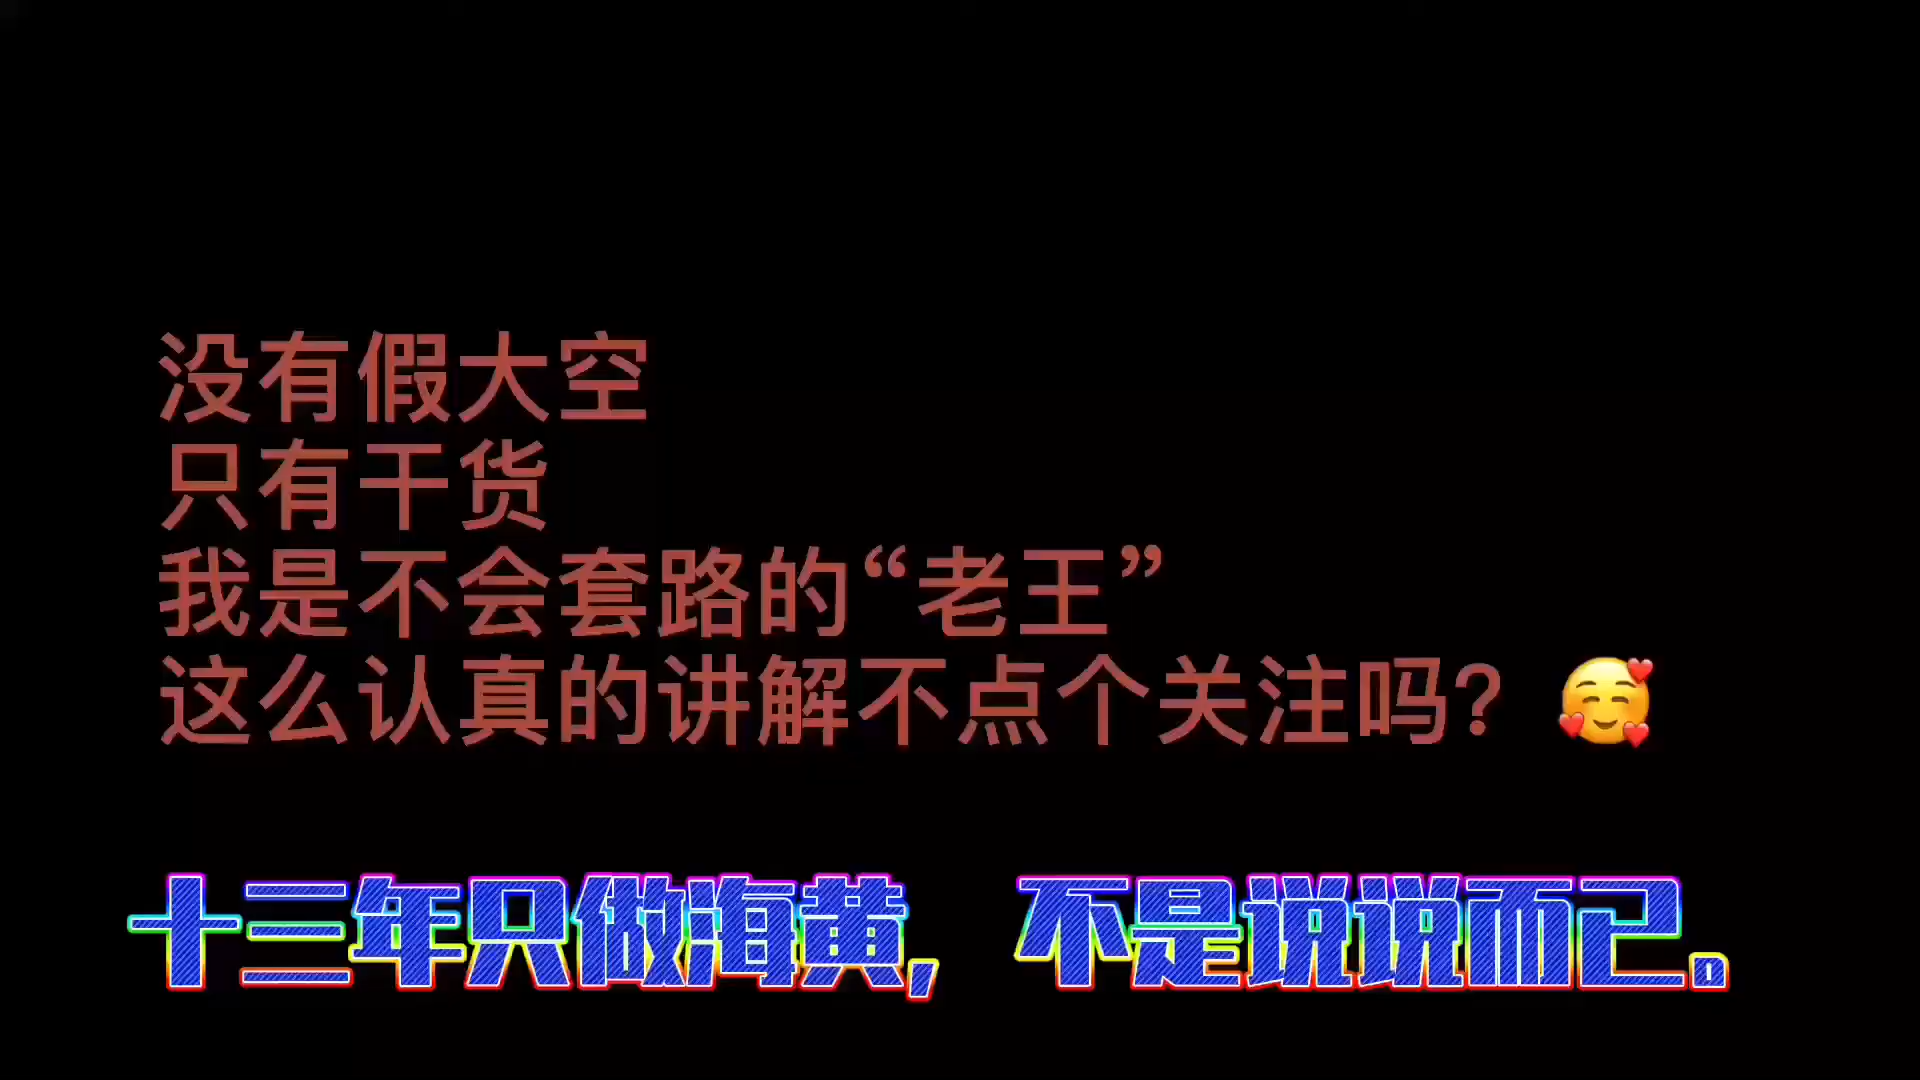 没有假大空
只有干货
我是不会套路的“老王”
这么认真的讲解不点个关注吗？🥰
十三年只做海黄，不是说说而已。